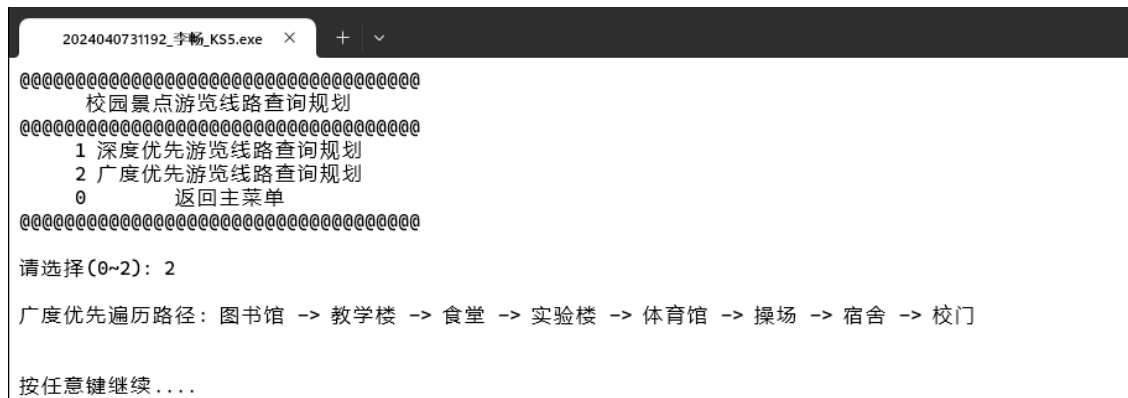 2024040731192_李畅_KS5.exe × + ⌄
@@@@@@@@@@@@@@@@@@@@@@@@@@@@@@@@@@@@
校园景点游览线路查询规划
@@@@@@@@@@@@@@@@@@@@@@@@@@@@@@@@@@@@
1 深度优先游览线路查询规划
2 广度优先游览线路查询规划
0 返回主菜单
@@@@@@@@@@@@@@@@@@@@@@@@@@@@@@@@@@@@
请选择(0~2): 2
广度优先遍历路径: 图书馆 -> 教学楼 -> 食堂 -> 实验楼 -> 体育馆 -> 操场 -> 宿舍 -> 校门
按任意键继续....